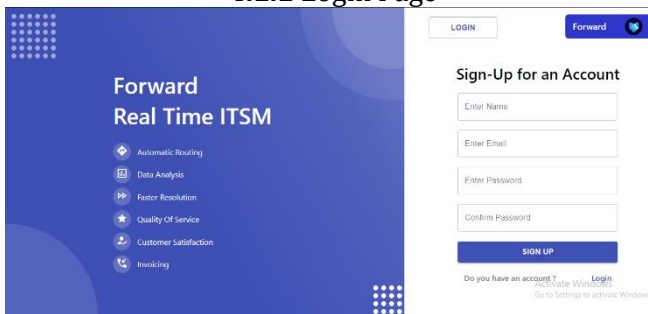 LOGIN
Forward
Forward
Real Time ITSM
Automatic Routing
Data Analysis
Faster Resolution
Quality Of Service
Customer Satisfaction
Invoicing
Sign-Up for an Account
Enter Name
Enter Email
Enter Password
Confirm Password
SIGN UP
Do you have an account ? Login
Activate Windows
Go to Settings to activate Windows